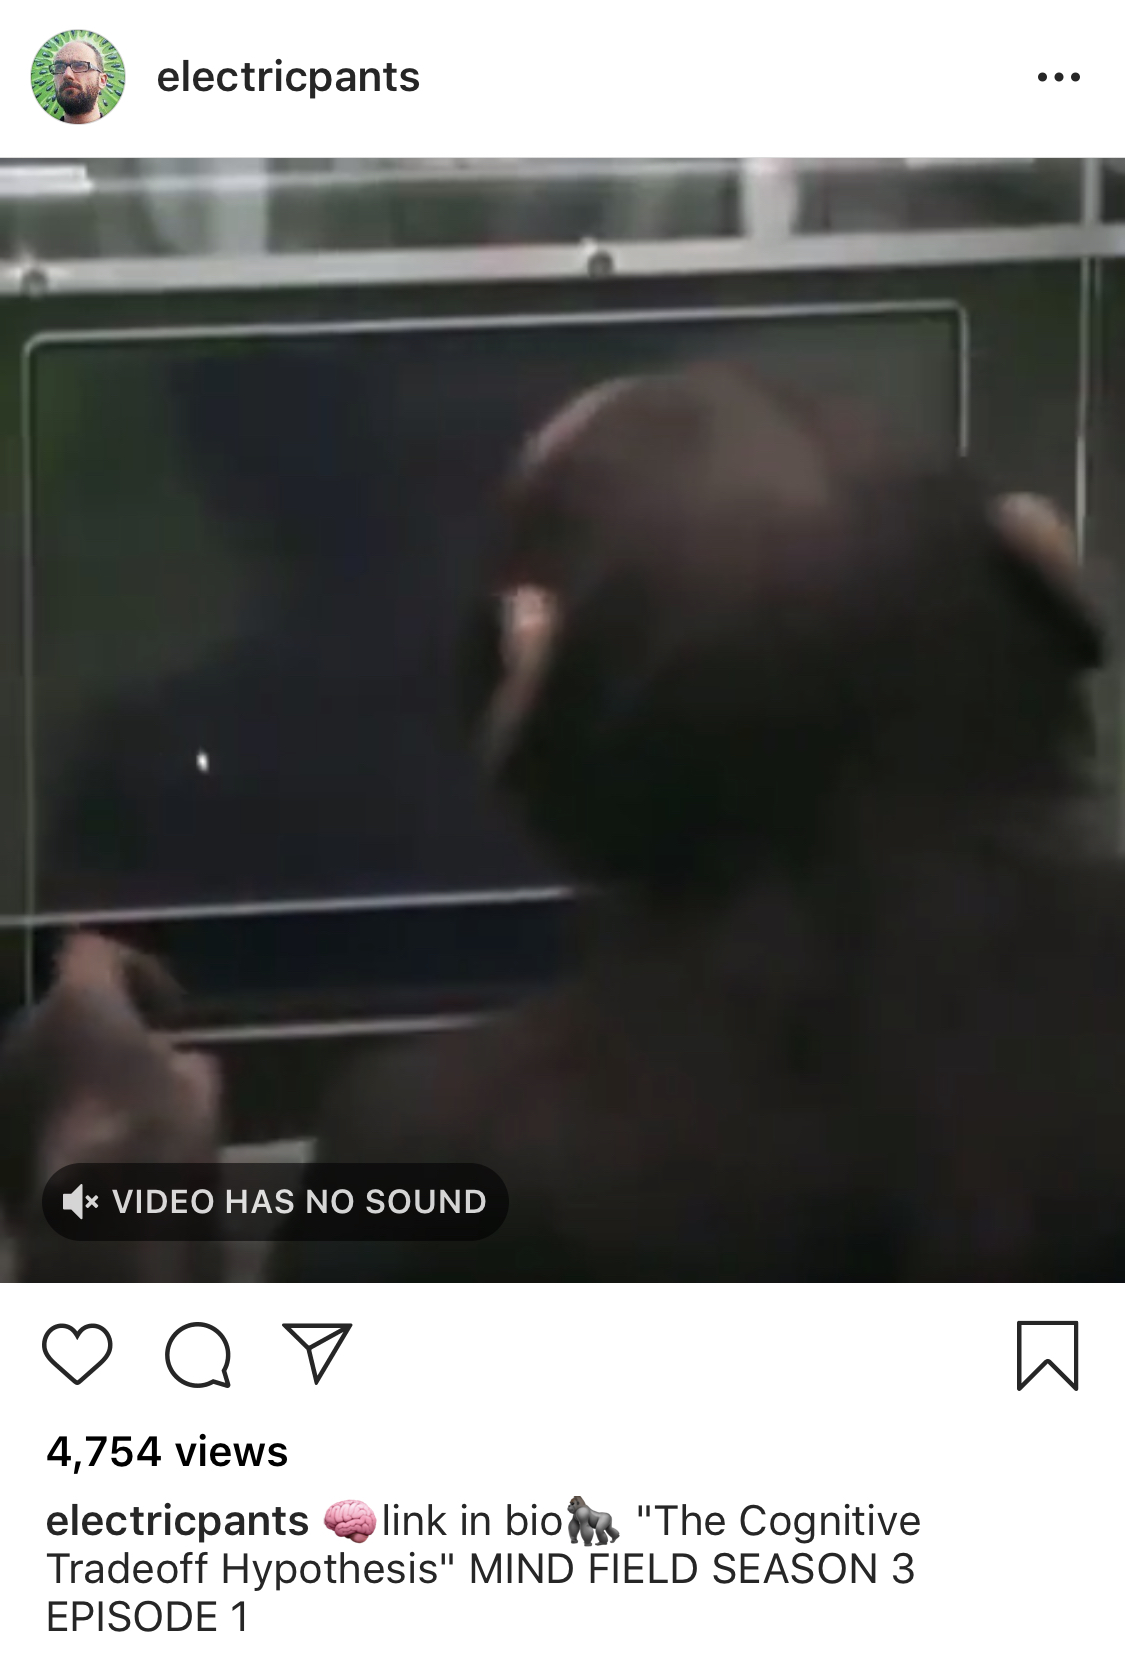 electricpants
VIDEO HAS NO SOUND
4,754 views
electricpants 🧠link in bio🦍 "The Cognitive
Tradeoff Hypothesis" MIND FIELD SEASON 3
EPISODE 1